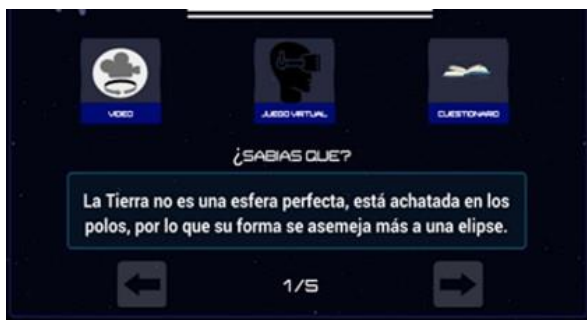 VIDEO
JUEGO VIRTUAL
CUESTIONARIO
¿SABIAS QUE?
La Tierra no es una esfera perfecta, está achatada en los
polos, por lo que su forma se asemeja más a una elipse.
1/5